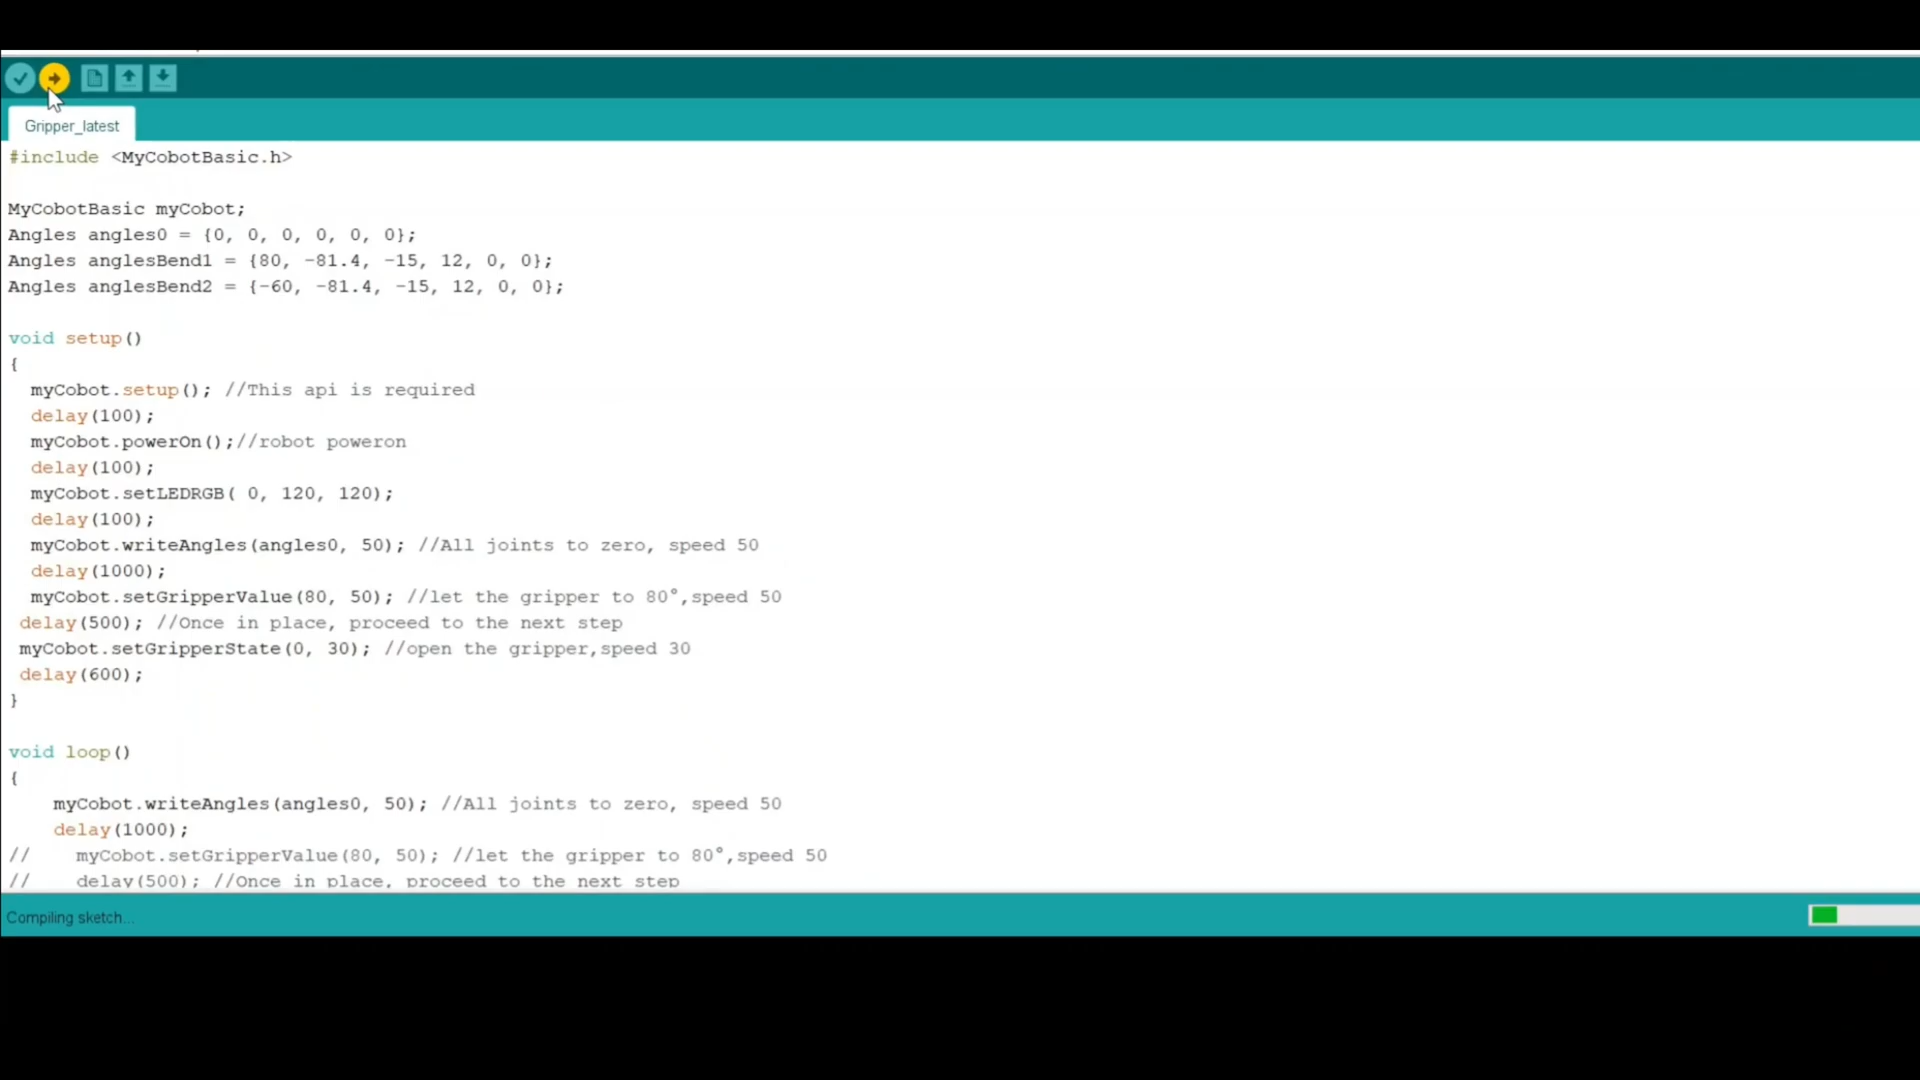 Gripper_latest
#include <MyCobotBasic.h>
MyCobotBasic myCobot;
Angles angles0 = {0, 0, 0, 0, 0, 0};
Angles anglesBend1 = {80, -81.4, -15, 12, 0, 0};
Angles anglesBend2 = {-60, -81.4, -15, 12, 0, 0};
void setup()
{
myCobot.setup(); //This api is required
delay(100);
myCobot.powerOn();//robot poweron
delay(100);
myCobot.setLEDRGB( 0, 120, 120);
delay(100);
myCobot.writeAngles(angles0, 50); //All joints to zero, speed 50
delay(1000);
myCobot.setGripperValue(80, 50); //let the gripper to 80°,speed 50
delay(500); //Once in place, proceed to the next step
myCobot.setGripperState(0, 30); //open the gripper,speed 30
delay(600);
}
void loop()
{
myCobot.writeAngles(angles0, 50); //All joints to zero, speed 50
delay(1000);
// myCobot.setGripperValue(80, 50); //let the gripper to 80°,speed 50
// delay(500); //Once in place, proceed to the next step
Compiling sketch...